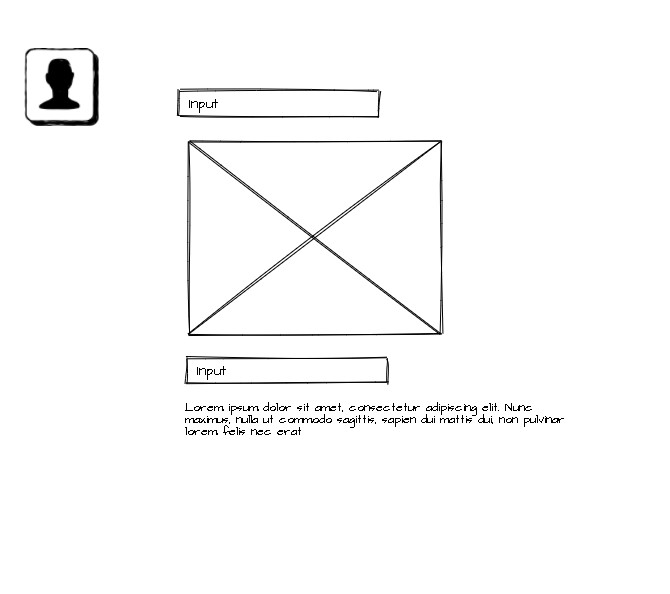 Input
Input
Lorem ipsum dolor sit amet, consectetur adipiscing elit. Nunc
maximus, nulla ut commodo sagittis, sapien dui mattis dui, non pulvinar
lorem felis nec erat